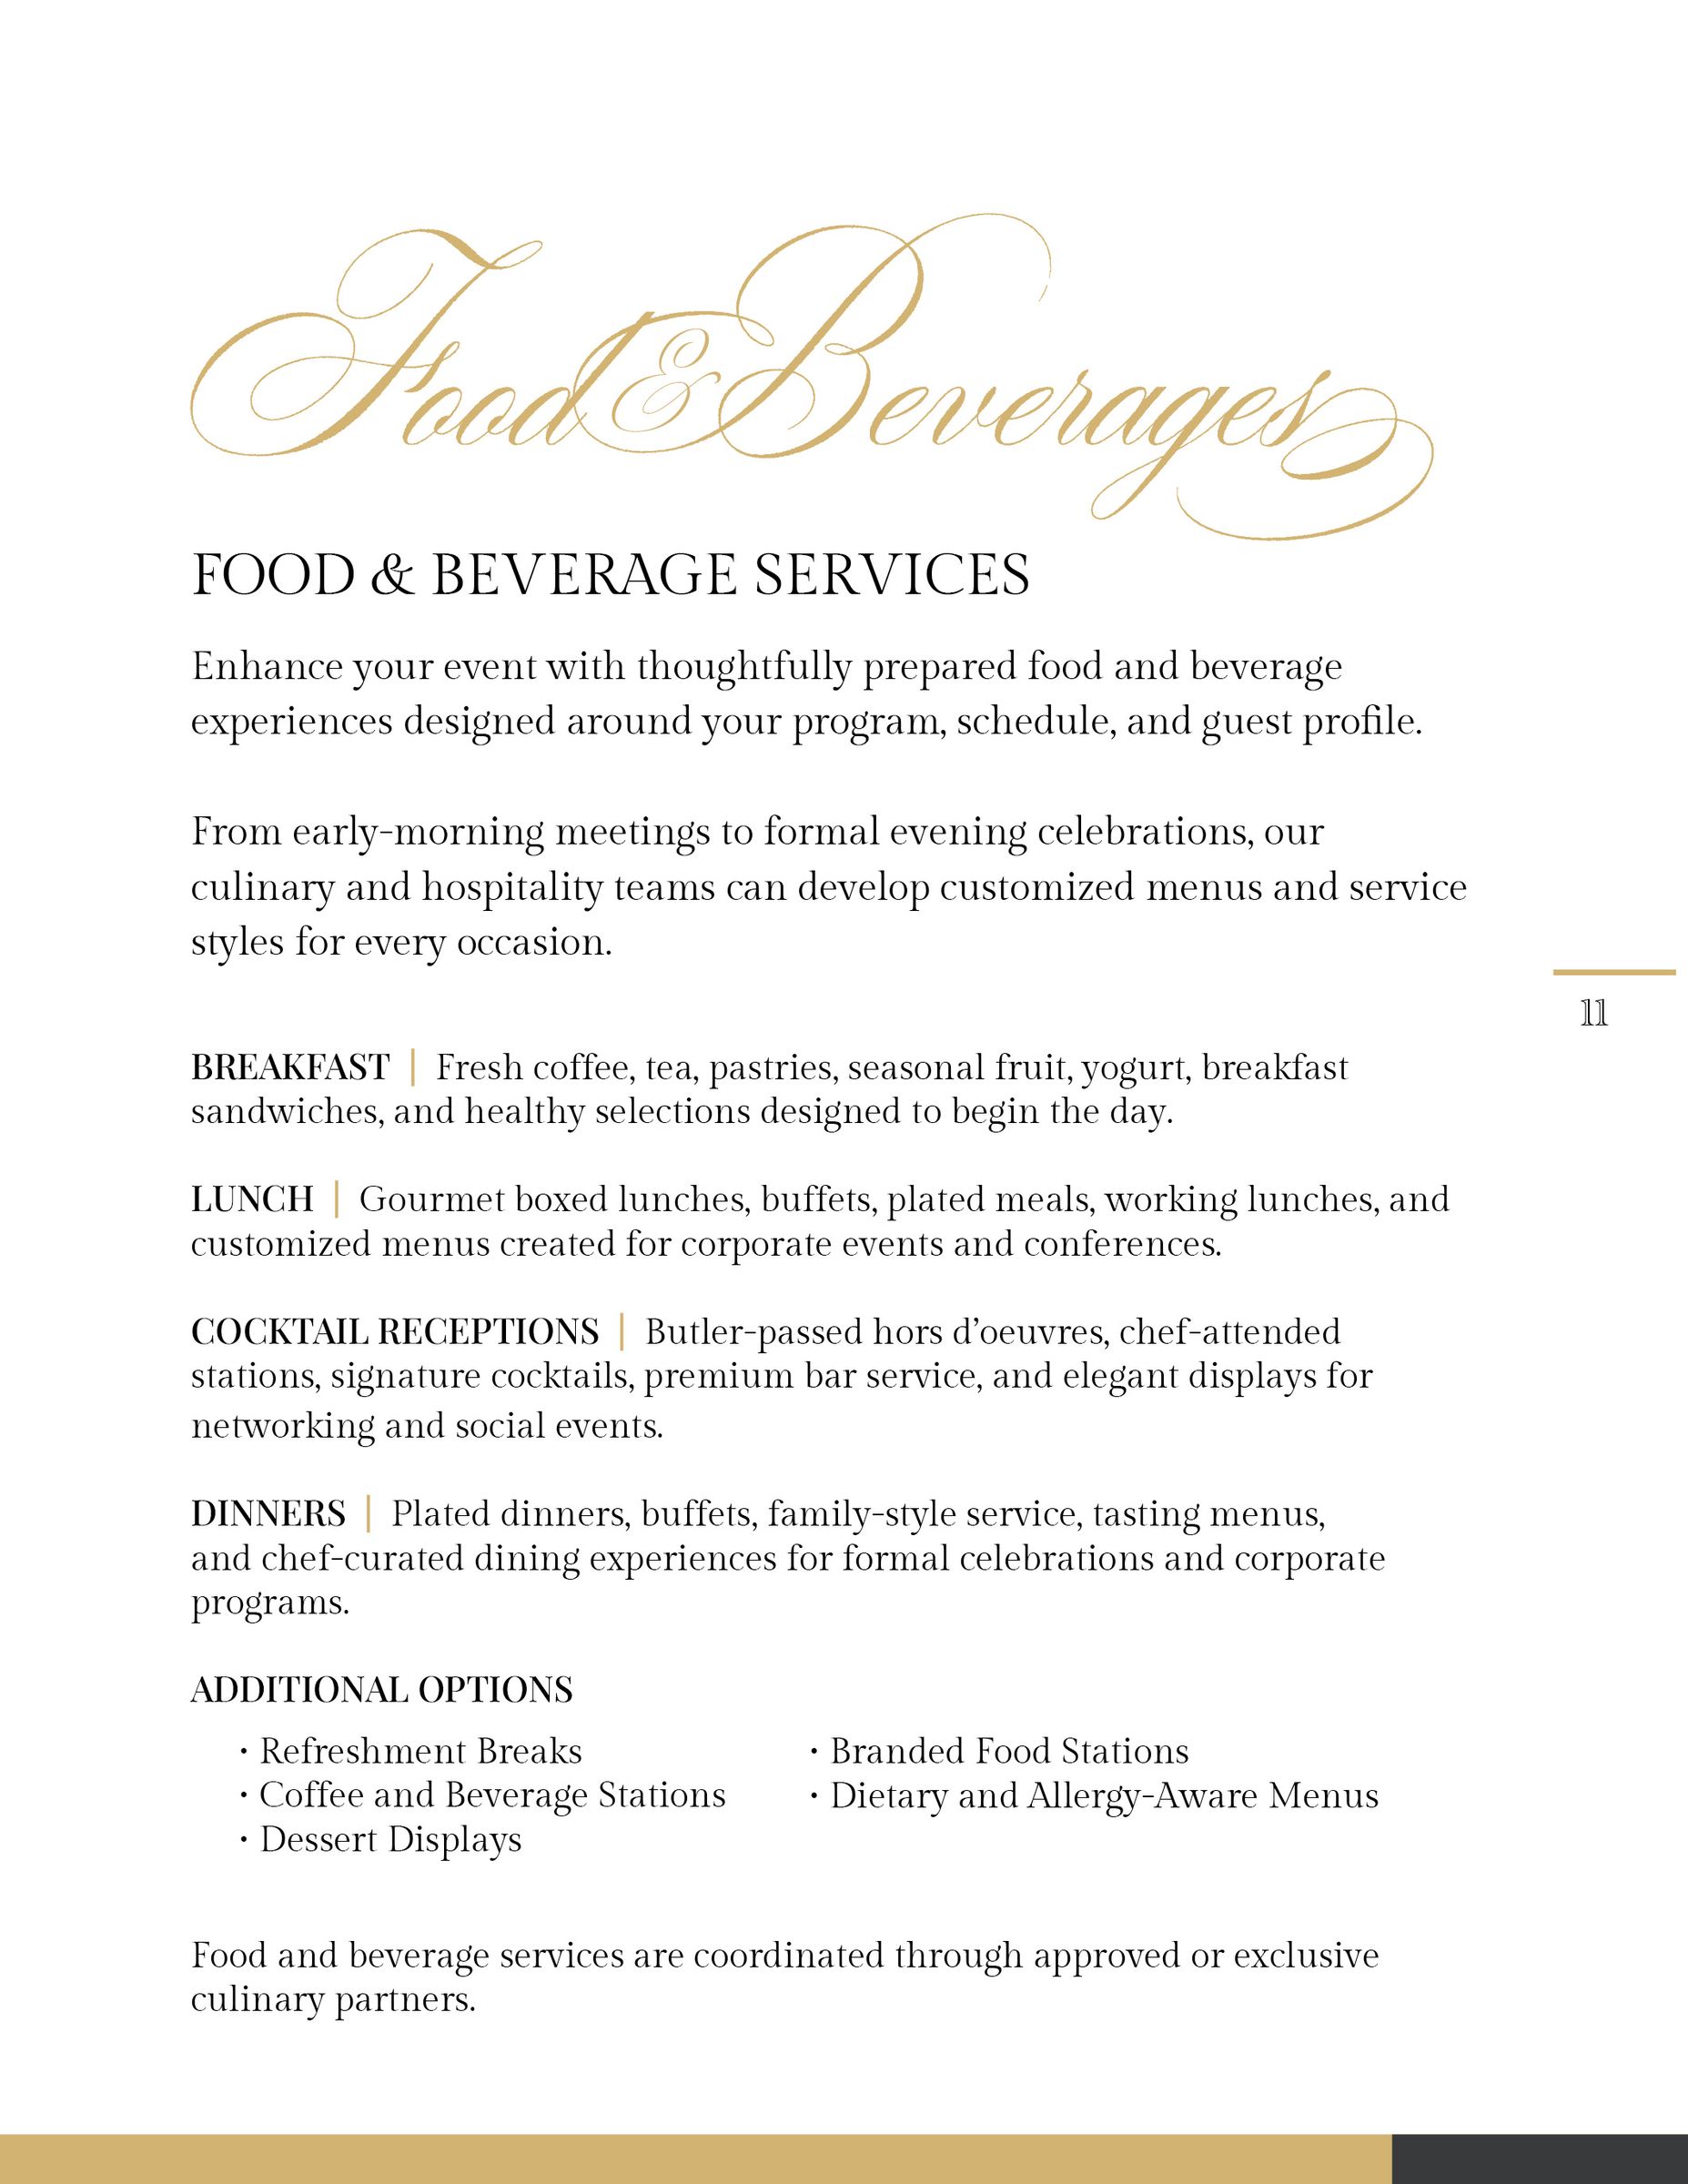 Food & Beverages
FOOD & BEVERAGE SERVICES
Enhance your event with thoughtfully prepared food and beverage
experiences designed around your program, schedule, and guest profile.
From early-morning meetings to formal evening celebrations, our
culinary and hospitality teams can develop customized menus and service
styles for every occasion.
11
BREAKFAST | Fresh coffee, tea, pastries, seasonal fruit, yogurt, breakfast
sandwiches, and healthy selections designed to begin the day.
LUNCH | Gourmet boxed lunches, buffets, plated meals, working lunches, and
customized menus created for corporate events and conferences.
COCKTAIL RECEPTIONS | Butler-passed hors d’oeuvres, chef-attended
stations, signature cocktails, premium bar service, and elegant displays for
networking and social events.
DINNERS | Plated dinners, buffets, family-style service, tasting menus,
and chef-curated dining experiences for formal celebrations and corporate
programs.
ADDITIONAL OPTIONS
• Refreshment Breaks
• Coffee and Beverage Stations
• Dessert Displays
• Branded Food Stations
• Dietary and Allergy-Aware Menus
Food and beverage services are coordinated through approved or exclusive
culinary partners.